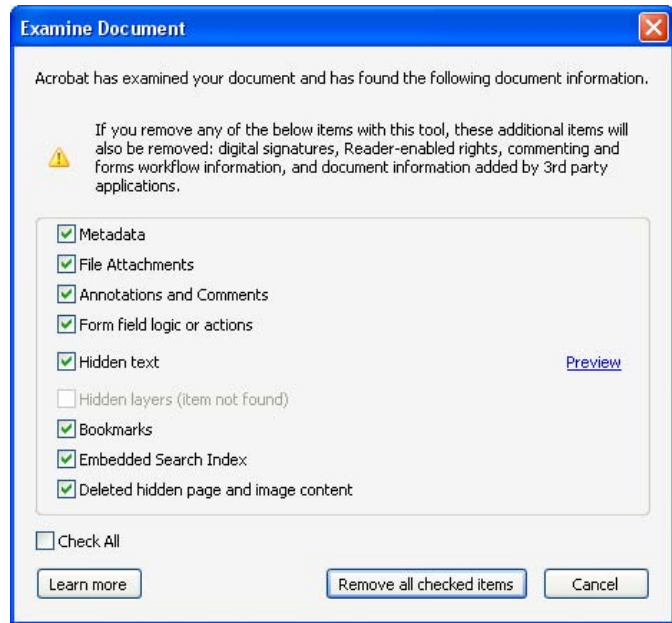 Examine Document
Acrobat has examined your document and has found the following document information.
If you remove any of the below items with this tool, these additional items will
also be removed: digital signatures, Reader-enabled rights, commenting and
forms workflow information, and document information added by 3rd party
applications.
Metadata
File Attachments
Annotations and Comments
Form field logic or actions
Hidden text Preview
Hidden layers (item not found)
Bookmarks
Embedded Search Index
Deleted hidden page and image content
Check All
Learn more Remove all checked items Cancel